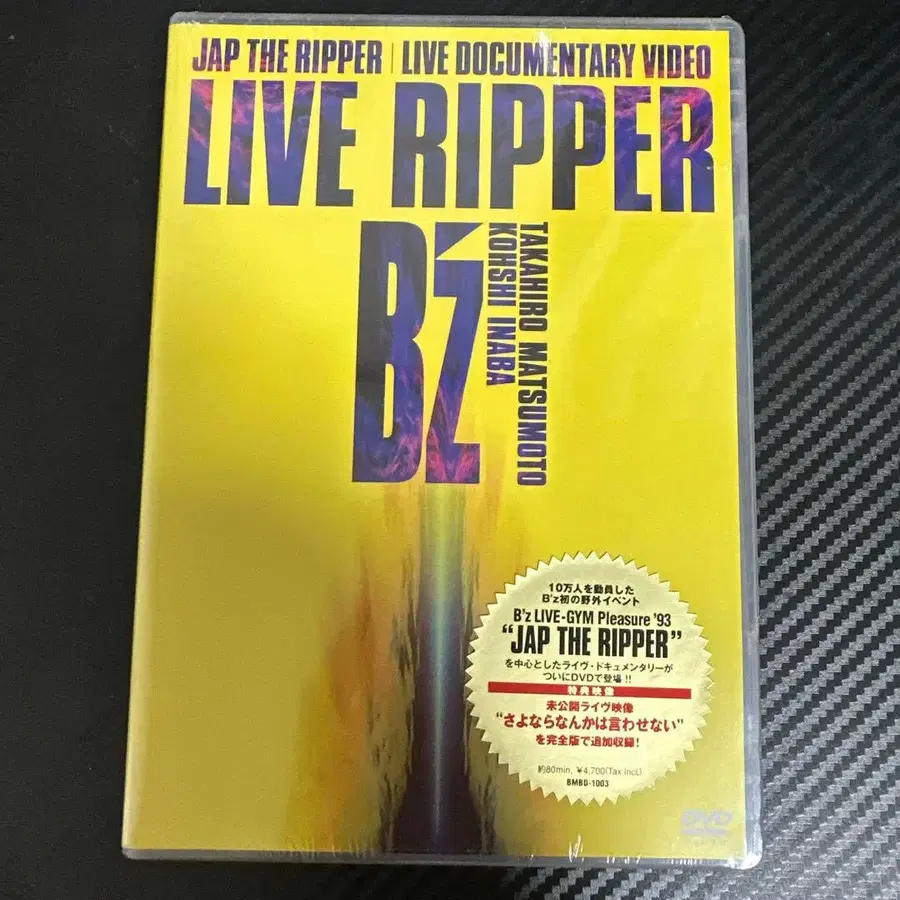 JAP THE RIPPER | LIVE DOCUMENTARY VIDEO
LIVE RIPPER
B'z
TAKAHIRO MATSUMOTO
KOHSHI INABA
10万人を動員した
B'z初の野外イベント
B'z LIVE-GYM Pleasure '93
“JAP THE RIPPER”
を中心としたライヴ・ドキュメンタリーが
ついにDVDで登場!!
特典映像
未公開ライヴ映像
“さよならなんかは言わせない”
を完全版で追加収録!
約80min, ¥4,700(Tax incl.)
BMBD-1003
DVD